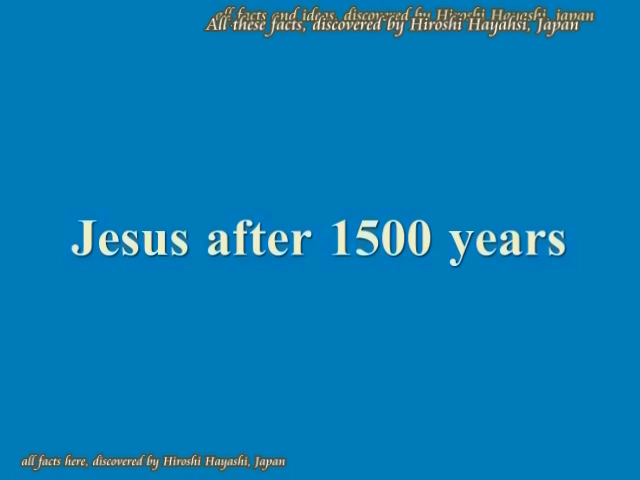 all facts and ideas, discovered by Hiroshi Hayashi, japan
All these facts, discovered by Hiroshi Hayahsi, Japan
Jesus after 1500 years
all facts here, discovered by Hiroshi Hayashi, Japan